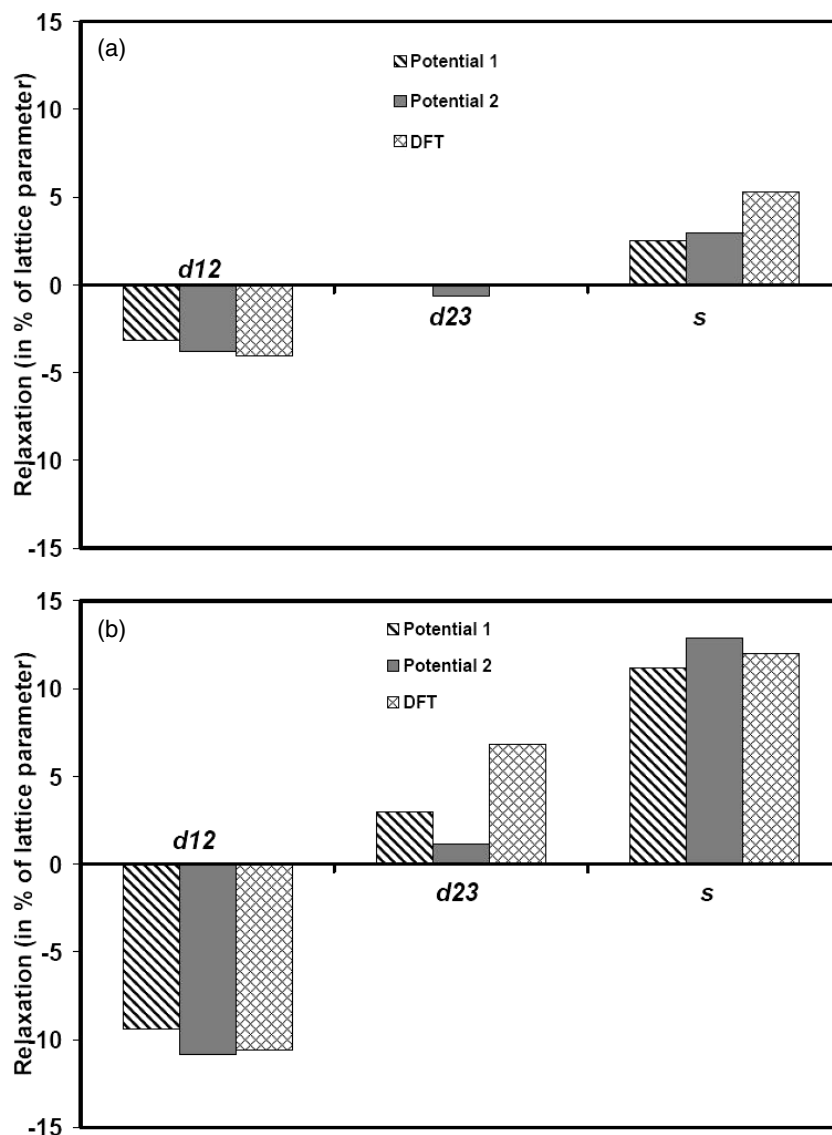 (a)
Relaxation (in % of lattice parameter)
15
10
5
0
-5
-10
-15
Potential 1
Potential 2
DFT
d12
d23
s
(b)
Relaxation (in % of lattice parameter)
15
10
5
0
-5
-10
-15
Potential 1
Potential 2
DFT
d12
d23
s